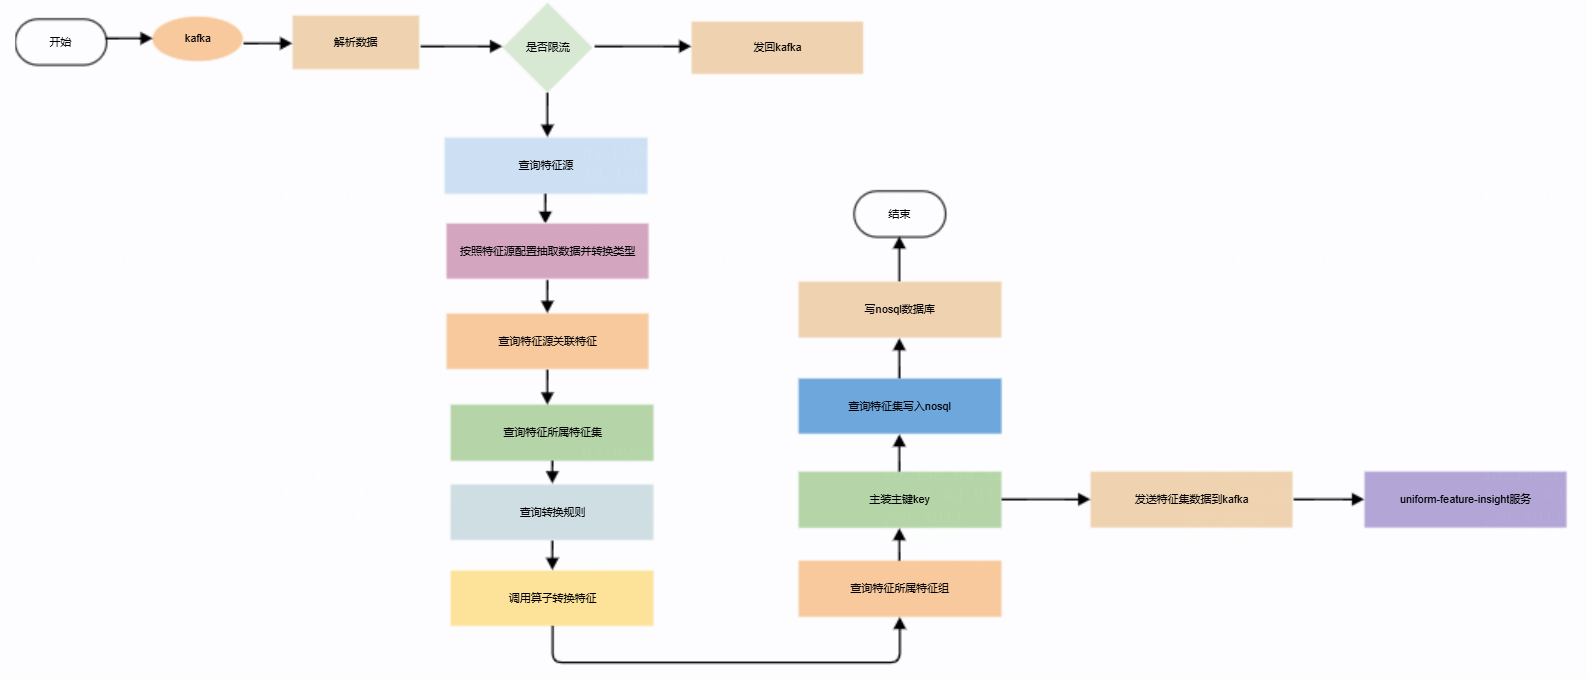 开始
kafka
解析数据
是否限流
发回kafka
查询特征源
按照特征源配置抽取数据并转换类型
查询特征源关联特征
查询特征所属特征集
查询转换规则
调用算子转换特征
查询特征所属特征组
主装主键key
发送特征集数据到kafka
uniform-feature-insight服务
查询特征集写入nosql
写nosql数据库
结束